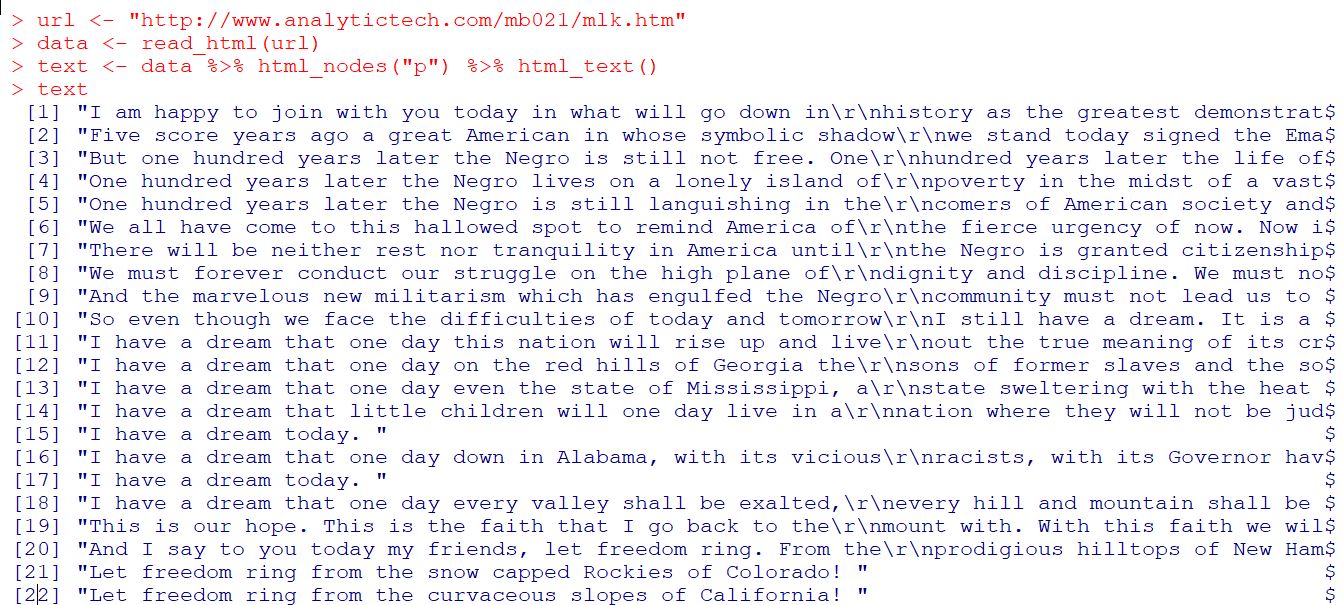 > url <- "http://www.analytictech.com/mb021/mlk.htm"
> data <- read_html(url)
> text <- data %>% html_nodes("p") %>% html_text()
> text
[1] "I am happy to join with you today in what will go down in\r\nhistory as the greatest demonstrat$
[2] "Five score years ago a great American in whose symbolic shadow\r\nwe stand today signed the Ema$
[3] "But one hundred years later the Negro is still not free. One\r\nhundred years later the life of$
[4] "One hundred years later the Negro lives on a lonely island of\r\npoverty in the midst of a vast$
[5] "One hundred years later the Negro is still languishing in the\r\ncomers of American society and$
[6] "We all have come to this hallowed spot to remind America of\r\nthe fierce urgency of now. Now i$
[7] "There will be neither rest nor tranquility in America until\r\nthe Negro is granted citizenship$
[8] "We must forever conduct our struggle on the high plane of\r\ndignity and discipline. We must no$
[9] "And the marvelous new militarism which has engulfed the Negro\r\ncommunity must not lead us to $
[10] "So even though we face the difficulties of today and tomorrow\r\nI still have a dream. It is a $
[11] "I have a dream that one day this nation will rise up and live\r\nout the true meaning of its cr$
[12] "I have a dream that one day on the red hills of Georgia the\r\nsons of former slaves and the so$
[13] "I have a dream that one day even the state of Mississippi, a\r\nstate sweltering with the heat $
[14] "I have a dream that little children will one day live in a\r\nnation where they will not be jud$
[15] "I have a dream today. " $
[16] "I have a dream that one day down in Alabama, with its vicious\r\nracists, with its Governor hav$
[17] "I have a dream today. " $
[18] "I have a dream that one day every valley shall be exalted,\r\nevery hill and mountain shall be $
[19] "This is our hope. This is the faith that I go back to the\r\nmount with. With this faith we wil$
[20] "And I say to you today my friends, let freedom ring. From the\r\nprodigious hilltops of New Ham$
[21] "Let freedom ring from the snow capped Rockies of Colorado! " $
[22] "Let freedom ring from the curvaceous slopes of California! " $